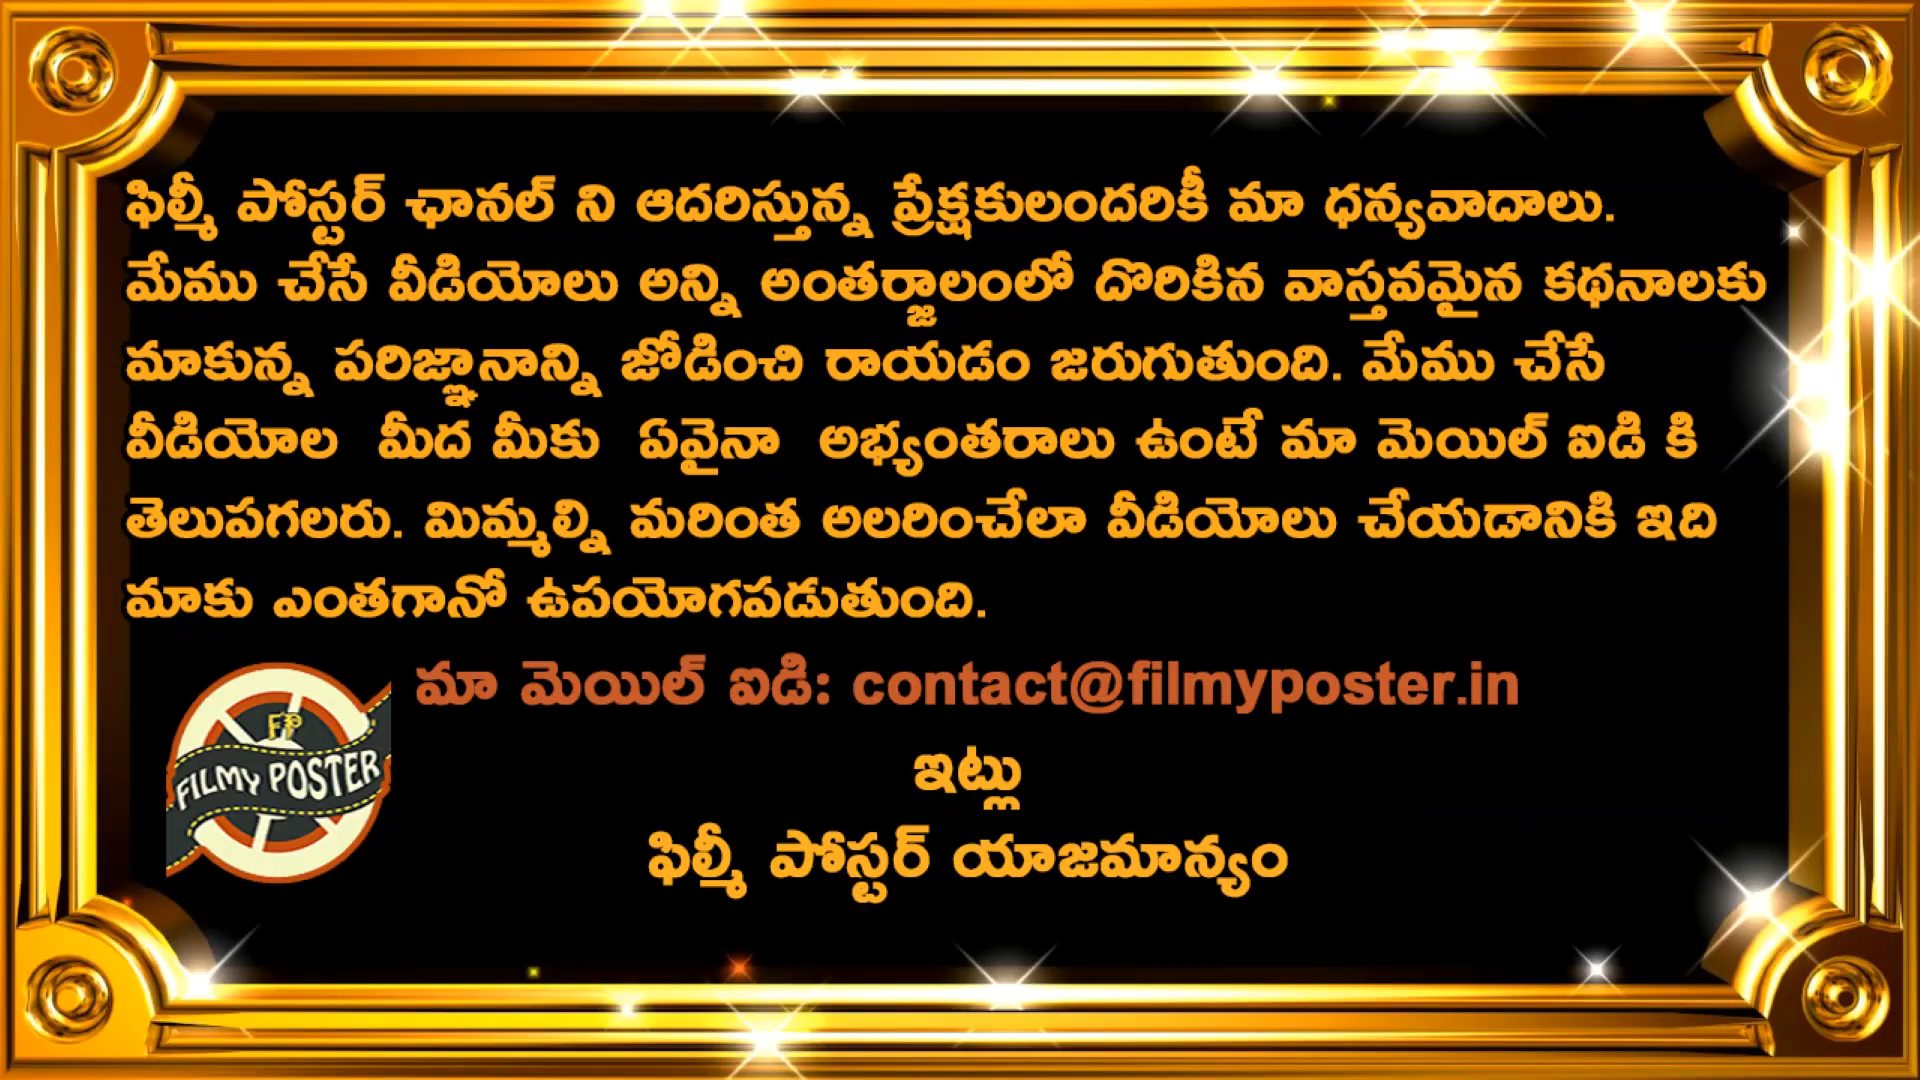 ఫిల్మీ పోస్టర్ ఛానల్ ని ఆదరిస్తున్న ప్రేక్షకులందరికీ మా ధన్యవాదాలు.
మేము చేసే వీడియోలు అన్ని అంతర్జాలంలో దొరికిన వాస్తవమైన కథనాలకు
మాకున్న పరిజ్ఞానాన్ని జోడించి రాయడం జరుగుతుంది. మేము చేసే
వీడియోల మీద మీకు ఏవైనా అభ్యంతరాలు ఉంటే మా మెయిల్ ఐడి కి
తెలుపగలరు. మిమ్మల్ని మరింత అలరించేలా వీడియోలు చేయడానికి ఇది
మాకు ఎంతగానో ఉపయోగపడుతుంది.
మా మెయిల్ ఐడి: contact@filmyposter.in
FP
FILMY POSTER
ఇట్లు
ఫిల్మీ పోస్టర్ యాజమాన్యం